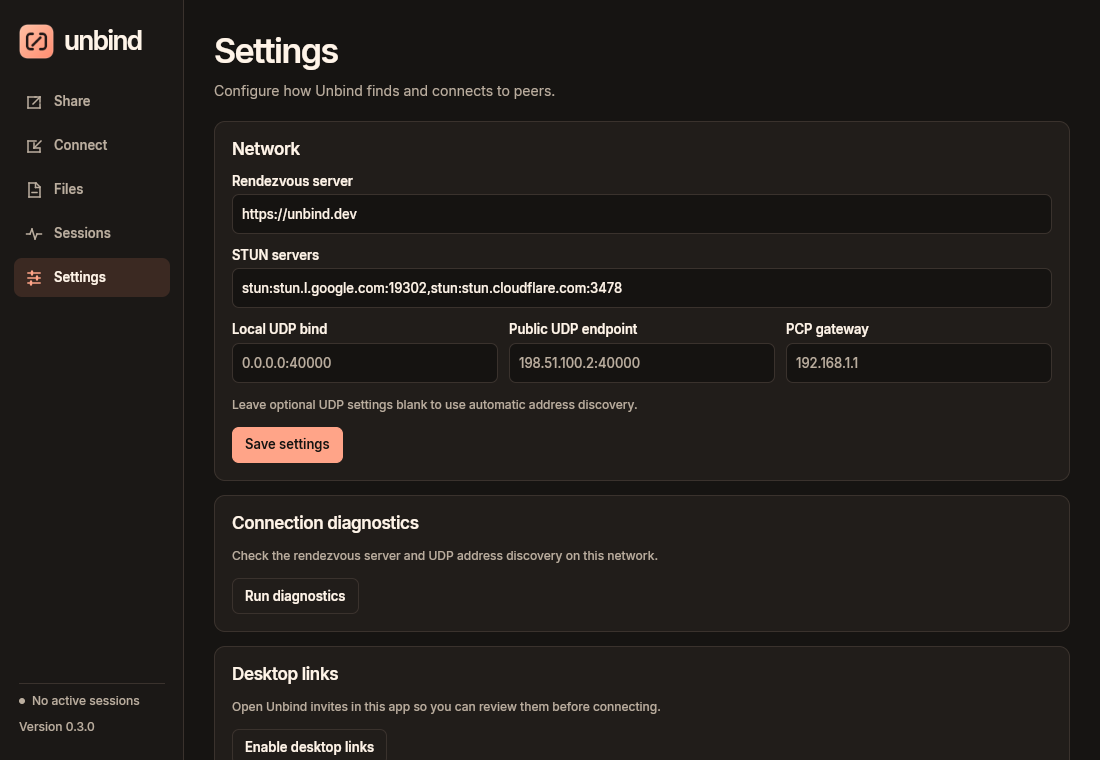 unbind
Share
Connect
Files
Sessions
Settings
No active sessions
Version 0.3.0
Settings
Configure how Unbind finds and connects to peers.
Network
Rendezvous server
https://unbind.dev
STUN servers
stun:stun.l.google.com:19302,stun:stun.cloudflare.com:3478
Local UDP bind
Public UDP endpoint
PCP gateway
0.0.0.0:40000
198.51.100.2:40000
192.168.1.1
Leave optional UDP settings blank to use automatic address discovery.
Save settings
Connection diagnostics
Check the rendezvous server and UDP address discovery on this network.
Run diagnostics
Desktop links
Open Unbind invites in this app so you can review them before connecting.
Enable desktop links